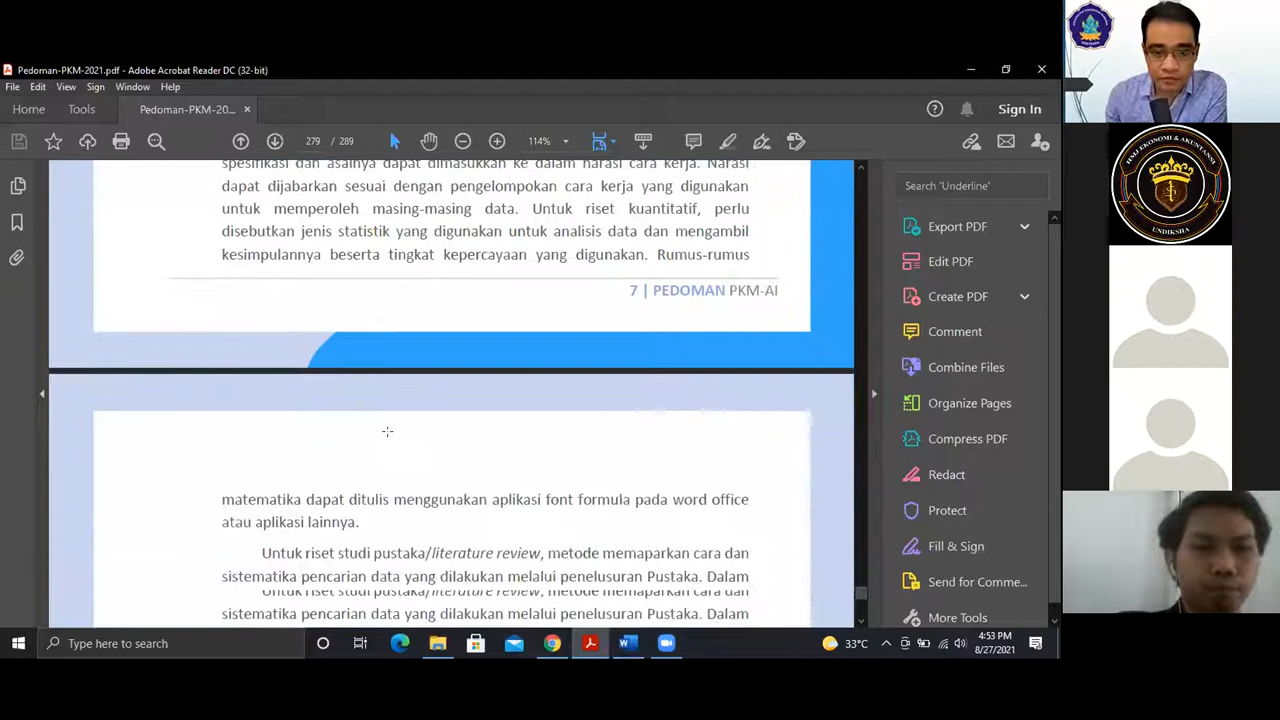 Pedoman-PKM-2021.pdf - Adobe Acrobat Reader DC (32-bit)
File Edit View Sign Window Help
Home Tools Pedoman-PKM-20... Sign In
279 / 289 114%
spesifikasi dan asalnya dapat dimasukkan ke dalam narasi cara kerja. Narasi
dapat dijabarkan sesuai dengan pengelompokan cara kerja yang digunakan
untuk memperoleh masing-masing data. Untuk riset kuantitatif, perlu
disebutkan jenis statistik yang digunakan untuk analisis data dan mengambil
kesimpulannya beserta tingkat kepercayaan yang digunakan. Rumus-rumus
7 | PEDOMAN PKM-AI
matematika dapat ditulis menggunakan aplikasi font formula pada word office
atau aplikasi lainnya.
Untuk riset studi pustaka/literature review, metode memaparkan cara dan
sistematika pencarian data yang dilakukan melalui penelusuran Pustaka. Dalam
Untuk riset studi pustaka/literature review, metode memaparkan cara dan
sistematika pencarian data yang dilakukan melalui penelusuran Pustaka. Dalam
Search 'Underline'
Export PDF
Edit PDF
Create PDF
Comment
Combine Files
Organize Pages
Compress PDF
Redact
Protect
Fill & Sign
Send for Comme...
More Tools
EKONOMI & AKUNTANSI
UNDIKSHA
Type here to search
33°C
4:53 PM
8/27/2021